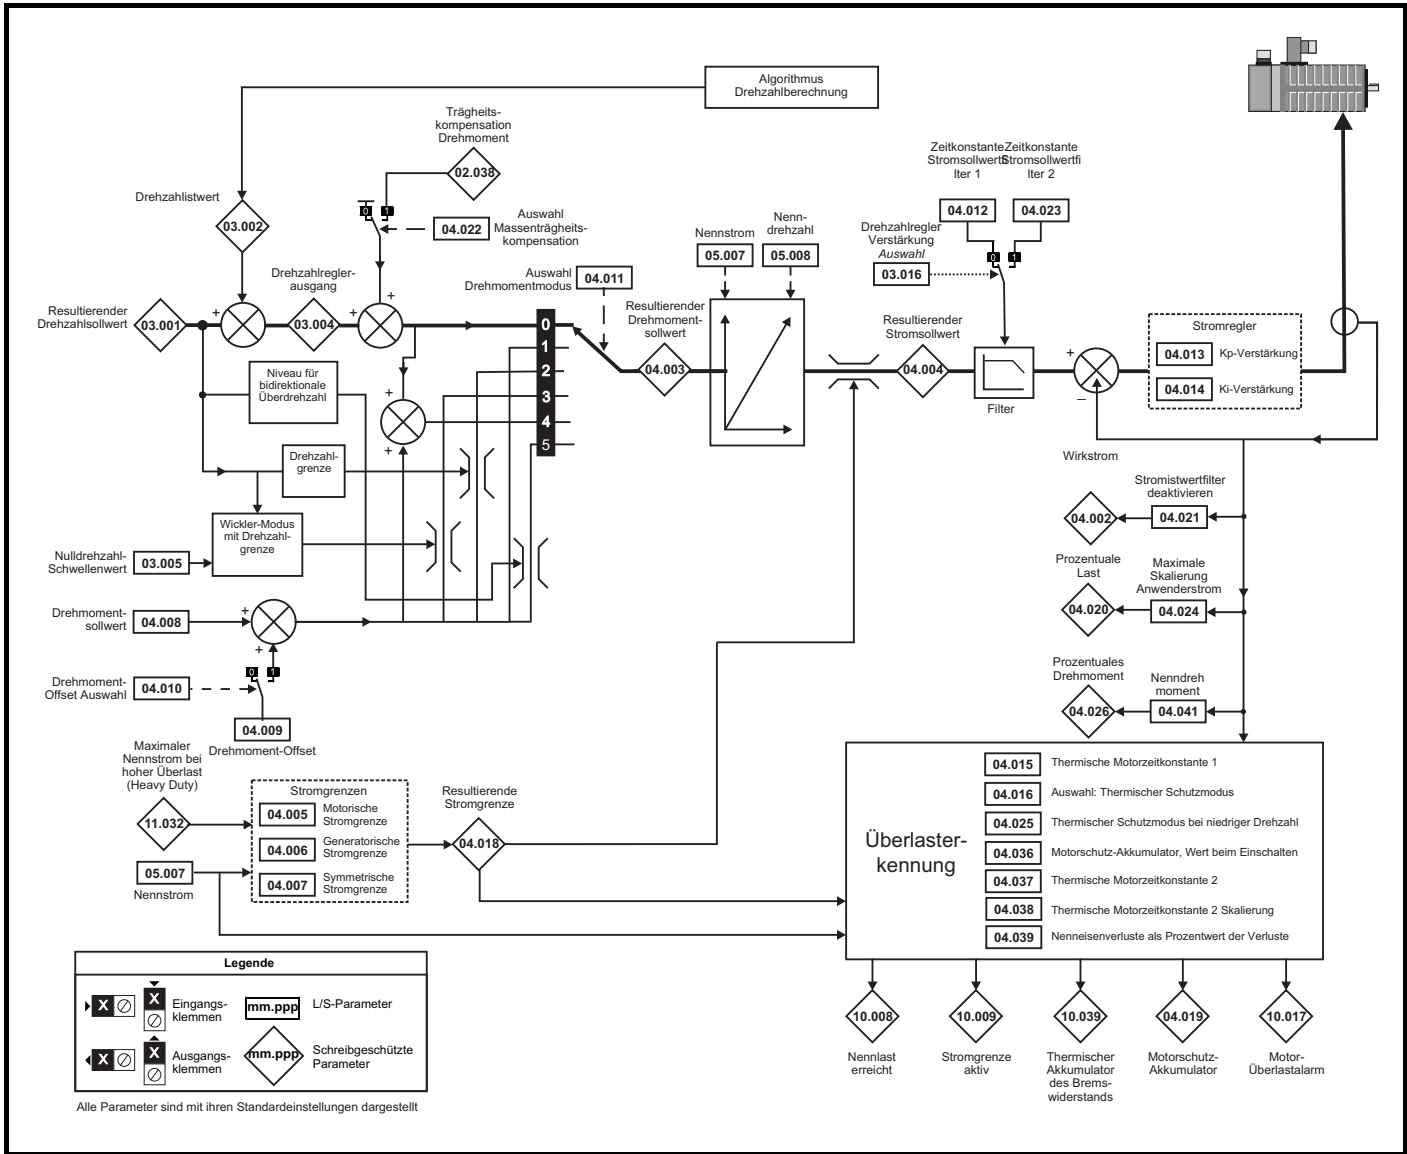 Algorithmus
Drehzahlberechnung
Trägheits-
kompensation
Drehmoment
02.038
Drehzahlistwert
03.002
0 1
04.022
Auswahl
Massenträgheits-
kompensation
Resultierender
Drehzahlsollwert
03.001
+
Drehzahlregler-
ausgang
03.004
+
+
Auswahl
Drehmomentmodus
04.011
0
1
2
3
4
5
Resultierender
Drehmoment-
sollwert
04.003
Nennstrom
05.007
Nenn-
drehzahl
05.008
Zeitkonstante
Stromsollwertfi
lter 1
04.012
Zeitkonstante
Stromsollwertfi
lter 2
04.023
Drehzahlregler
Verstärkung
Auswahl
03.016
0 1
Resultierender
Stromsollwert
04.004
Filter
+
–
Stromregler
04.013 Kp-Verstärkung
04.014 Ki-Verstärkung
Niveau für
bidirektionale
Überdrehzahl
+
+
Drehzahl-
grenze
Wickler-Modus
mit Drehzahl-
grenze
Nulldrehzahl-
Schwellenwert
03.005
Drehmoment-
sollwert
04.008
+
+
0 1
Drehmoment-
Offset Auswahl
04.010
04.009
Drehmoment-Offset
Wirkstrom
04.002
Stromistwertfilter
deaktivieren
04.021
Prozentuale
Last
04.020
Maximale
Skalierung
Anwenderstrom
04.024
Prozentuales
Drehmoment
04.026
Nenndreh
moment
04.041
Maximaler
Nennstrom bei
hoher Überlast
(Heavy Duty)
11.032
05.007
Nennstrom
Stromgrenzen
04.005 Motorische
Stromgrenze
04.006 Generatorische
Stromgrenze
04.007 Symmetrische
Stromgrenze
Resultierende
Stromgrenze
04.018
Überlaster-
kennung
04.015 Thermische Motorzeitkonstante 1
04.016 Auswahl: Thermischer Schutzmodus
04.025 Thermischer Schutzmodus bei niedriger Drehzahl
04.036 Motorschutz-Akkumulator, Wert beim Einschalten
04.037 Thermische Motorzeitkonstante 2
04.038 Thermische Motorzeitkonstante 2 Skalierung
04.039 Nenneisenverluste als Prozentwert der Verluste
10.008
Nennlast
erreicht
10.009
Stromgrenze
aktiv
10.039
Thermischer
Akkumulator
des Brems-
widerstands
04.019
Motorschutz-
Akkumulator
10.017
Motor-
Überlastalarm
Legende
X X Eingangs-
klemmen
mm.ppp L/S-Parameter
X X Ausgangs-
klemmen
mm.ppp Schreibgeschützte
Parameter
Alle Parameter sind mit ihren Standardeinstellungen dargestellt